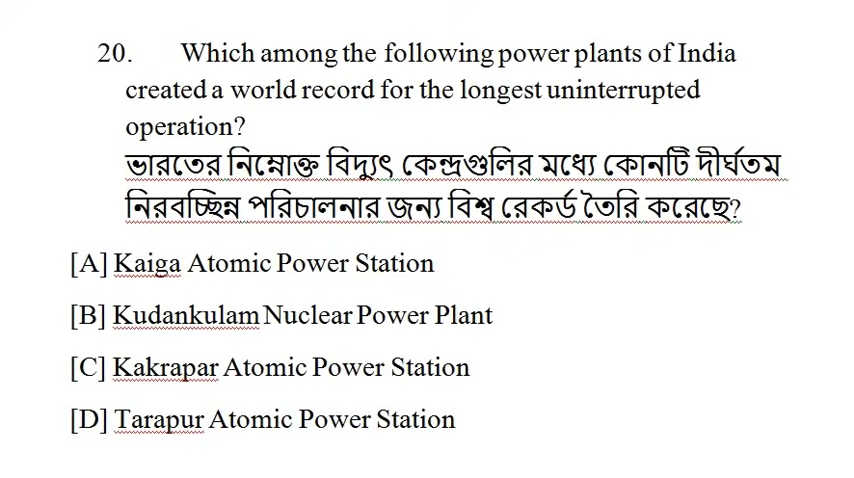 20. Which among the following power plants of India
created a world record for the longest uninterrupted
operation?
ভারতের নিম্নোক্ত বিদ্যুৎ কেন্দ্রগুলির মধ্যে কোনটি দীর্ঘতম
নিরবচ্ছিন্ন পরিচালনার জন্য বিশ্ব রেকর্ড তৈরি করেছে?
[A] Kaiga Atomic Power Station
[B] Kudankulam Nuclear Power Plant
[C] Kakrapar Atomic Power Station
[D] Tarapur Atomic Power Station